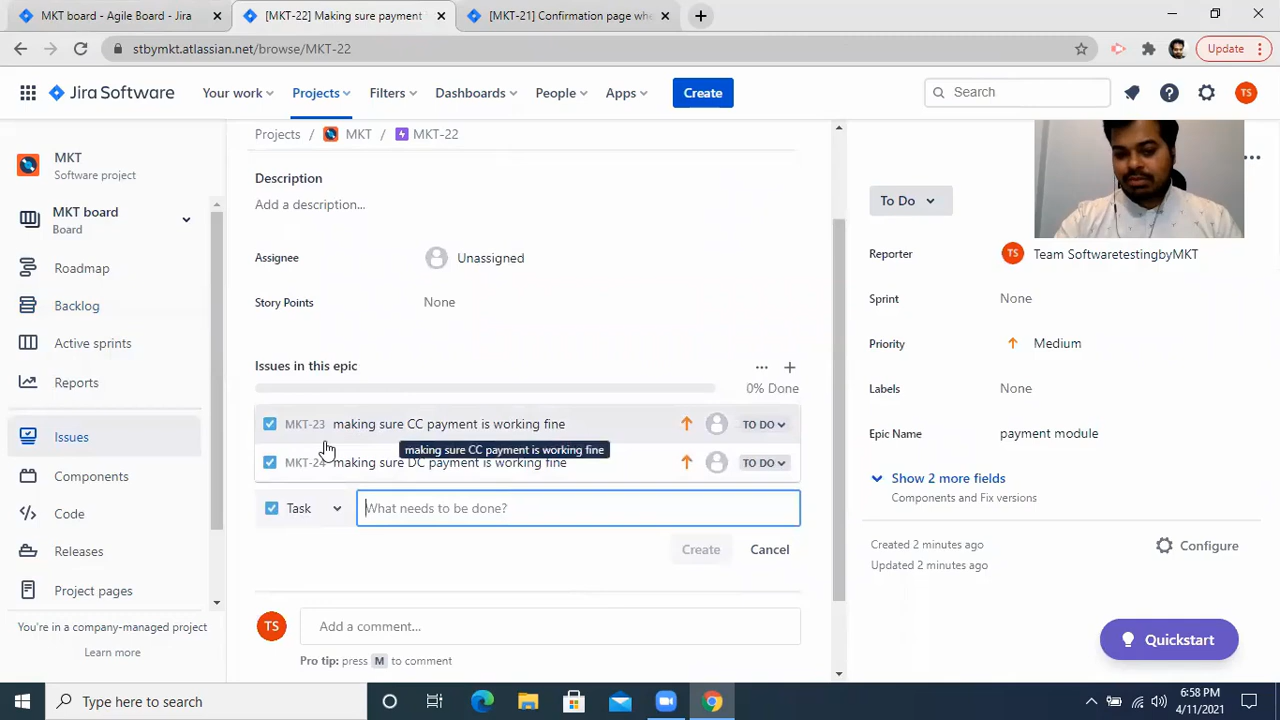 MKT board - Agile Board - Jira
[MKT-22] Making sure payment
[MKT-21] Confirmation page whe
stbymkt.atlassian.net/browse/MKT-22
Update
Jira Software
Your work
Projects
Filters
Dashboards
People
Apps
Create
Search
TS
MKT
Software project
MKT board
Board
Roadmap
Backlog
Active sprints
Reports
Issues
Components
Code
Releases
Project pages
You're in a company-managed project
Learn more
Projects / MKT / MKT-22
Description
Add a description...
Assignee
Unassigned
Story Points
None
Issues in this epic
0% Done
MKT-23 making sure CC payment is working fine
TO DO
making sure CC payment is working fine
MKT-24 making sure DC payment is working fine
TO DO
Task
What needs to be done?
Create
Cancel
TS
Add a comment...
Pro tip: press M to comment
To Do
Reporter
TS
Team SoftwaretestingbyMKT
Sprint
None
Priority
Medium
Labels
None
Epic Name
payment module
Show 2 more fields
Components and Fix versions
Created 2 minutes ago
Updated 2 minutes ago
Configure
Quickstart
Type here to search
6:58 PM
4/11/2021